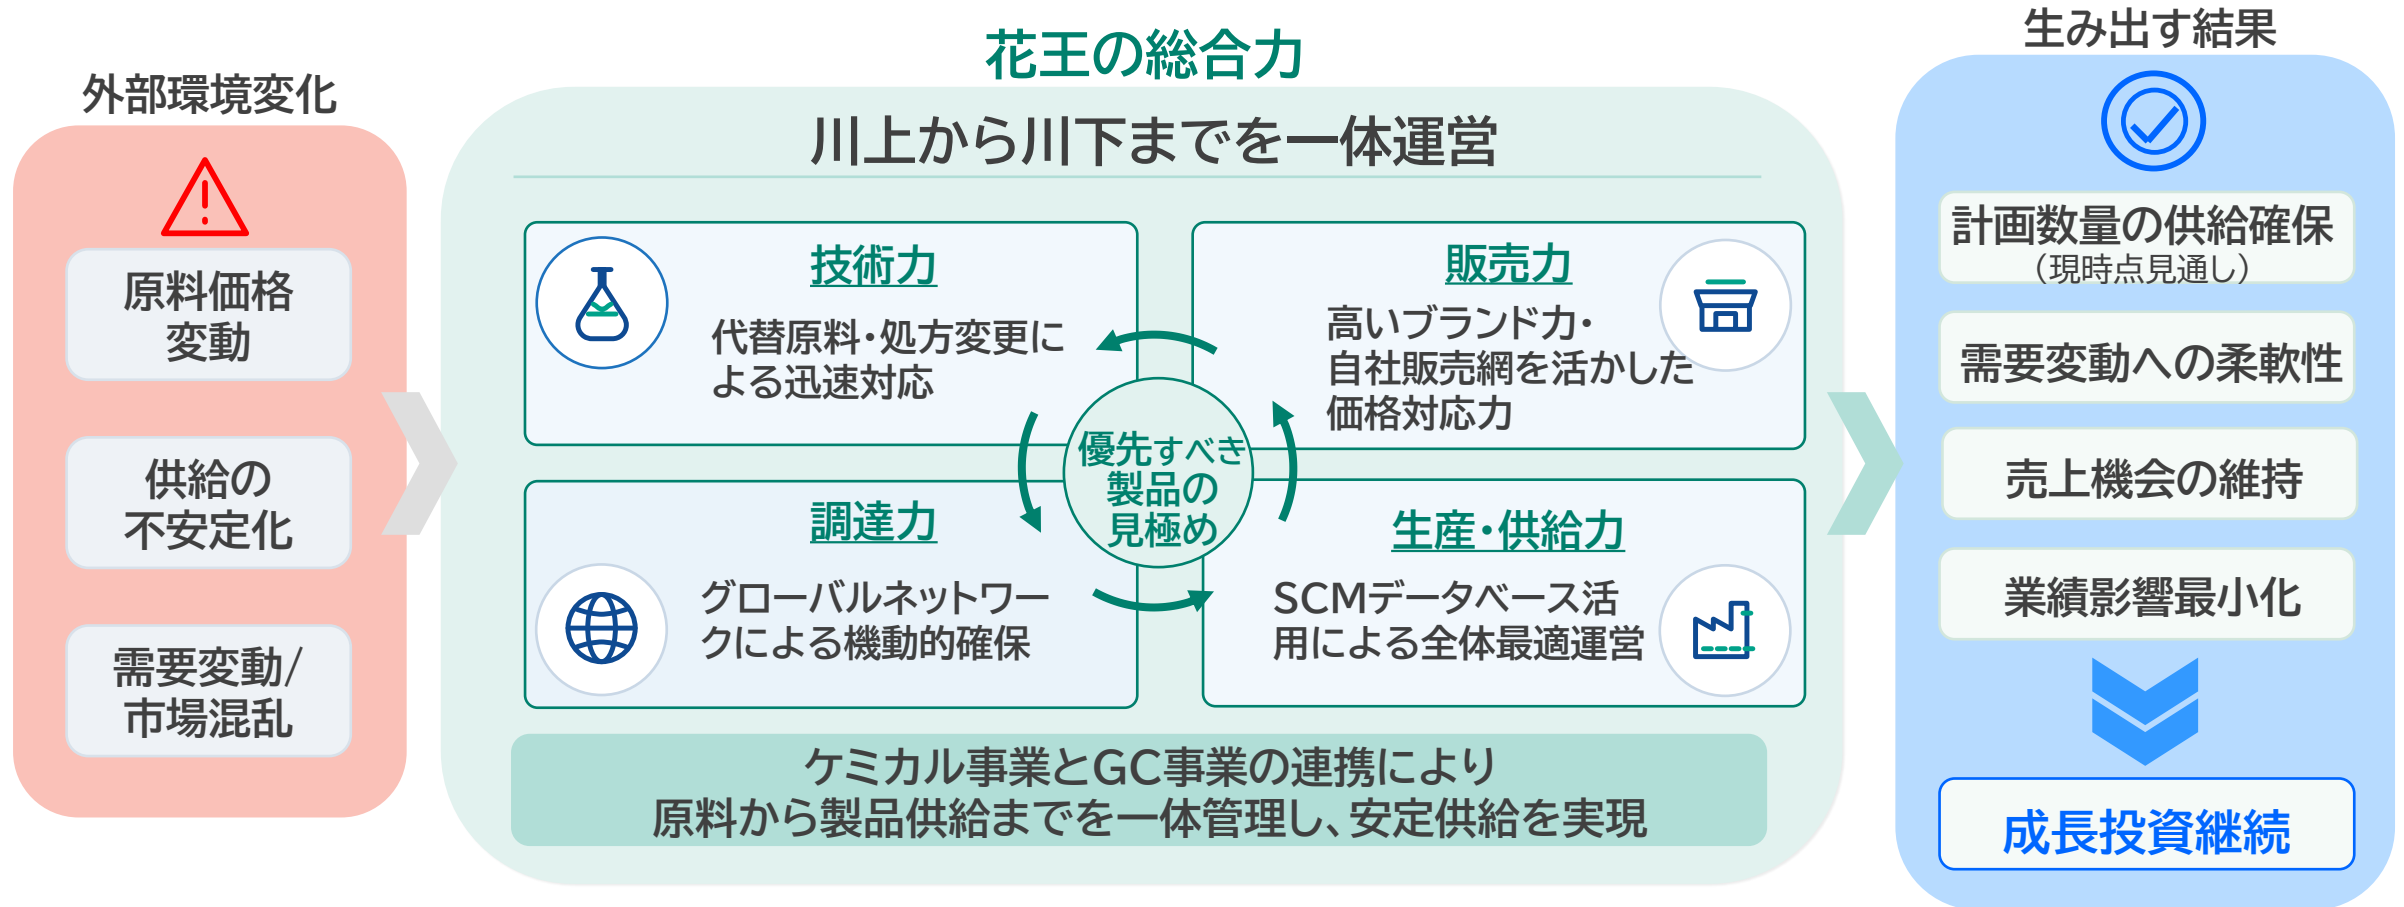 外部環境変化
原料価格
変動
供給の
不安定化
需要変動/
市場混乱
花王の総合力
川上から川下までを一体運営
技術力
代替原料・処方変更に
よる迅速対応
販売力
高いブランド力・
自社販売網を活かした
価格対応力
優先すべき
製品の
見極め
調達力
グローバルネットワー
クによる機動的確保
生産・供給力
SCMデータベース活
用による全体最適運営
ケミカル事業とGC事業の連携により
原料から製品供給までを一体管理し、安定供給を実現
生み出す結果
計画数量の供給確保
（現時点見通し）
需要変動への柔軟性
売上機会の維持
業績影響最小化
成長投資継続